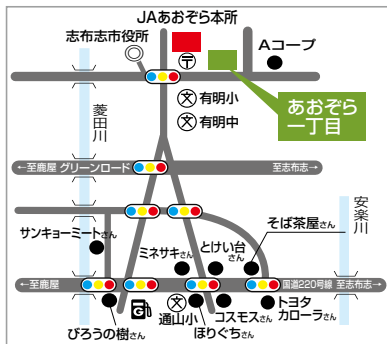 JAあおぞら本所
志布志市役所
Aコープ
〒
文 有明小
文 有明中
あおぞら
一丁目
菱田川
←至鹿屋 グリーンロード
至志布志→
安楽川
そば茶屋さん
サンキョーミートさん
ミネサキさん
とけい台さん
←至鹿屋
国道220号線 至志布志→
文
通山小
びろうの樹さん
ほりぐちさん
コスモスさん
トヨタ
カローラさん